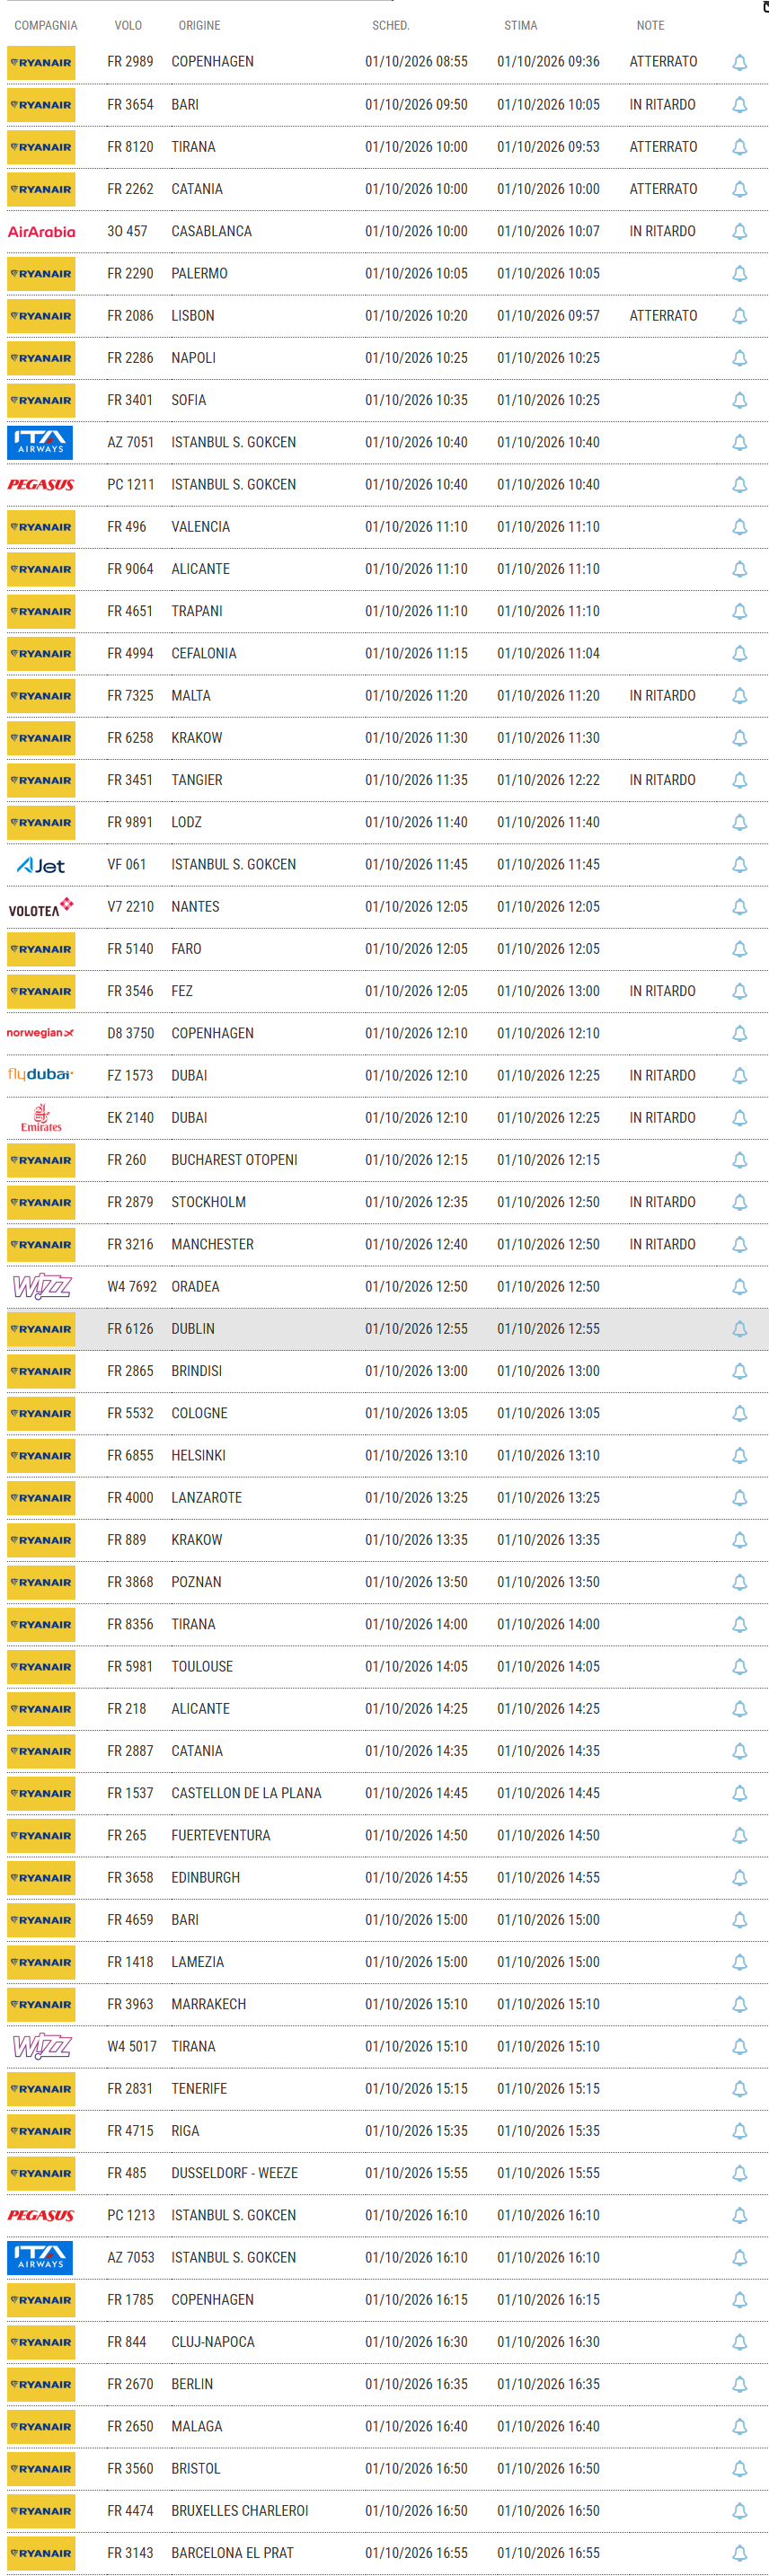 COMPAGNIA VOLO ORIGINE SCHED. STIMA NOTE
RYANAIR FR 2989 COPENHAGEN 01/10/2026 08:55 01/10/2026 09:36 ATTERRATO
RYANAIR FR 3654 BARI 01/10/2026 09:50 01/10/2026 10:05 IN RITARDO
RYANAIR FR 8120 TIRANA 01/10/2026 10:00 01/10/2026 09:53 ATTERRATO
RYANAIR FR 2262 CATANIA 01/10/2026 10:00 01/10/2026 10:00 ATTERRATO
AirArabia 3O 457 CASABLANCA 01/10/2026 10:00 01/10/2026 10:07 IN RITARDO
RYANAIR FR 2290 PALERMO 01/10/2026 10:05 01/10/2026 10:05
RYANAIR FR 2086 LISBON 01/10/2026 10:20 01/10/2026 09:57 ATTERRATO
RYANAIR FR 2286 NAPOLI 01/10/2026 10:25 01/10/2026 10:25
RYANAIR FR 3401 SOFIA 01/10/2026 10:35 01/10/2026 10:25
ITA AIRWAYS AZ 7051 ISTANBUL S. GOKCEN 01/10/2026 10:40 01/10/2026 10:40
PEGASUS PC 1211 ISTANBUL S. GOKCEN 01/10/2026 10:40 01/10/2026 10:40
RYANAIR FR 496 VALENCIA 01/10/2026 11:10 01/10/2026 11:10
RYANAIR FR 9064 ALICANTE 01/10/2026 11:10 01/10/2026 11:10
RYANAIR FR 4651 TRAPANI 01/10/2026 11:10 01/10/2026 11:10
RYANAIR FR 4994 CEFALONIA 01/10/2026 11:15 01/10/2026 11:04
RYANAIR FR 7325 MALTA 01/10/2026 11:20 01/10/2026 11:20 IN RITARDO
RYANAIR FR 6258 KRAKOW 01/10/2026 11:30 01/10/2026 11:30
RYANAIR FR 3451 TANGIER 01/10/2026 11:35 01/10/2026 12:22 IN RITARDO
RYANAIR FR 9891 LODZ 01/10/2026 11:40 01/10/2026 11:40
AJet VF 061 ISTANBUL S. GOKCEN 01/10/2026 11:45 01/10/2026 11:45
VOLOTEA V7 2210 NANTES 01/10/2026 12:05 01/10/2026 12:05
RYANAIR FR 5140 FARO 01/10/2026 12:05 01/10/2026 12:05
RYANAIR FR 3546 FEZ 01/10/2026 12:05 01/10/2026 13:00 IN RITARDO
norwegian D8 3750 COPENHAGEN 01/10/2026 12:10 01/10/2026 12:10
flydubai FZ 1573 DUBAI 01/10/2026 12:10 01/10/2026 12:25 IN RITARDO
Emirates EK 2140 DUBAI 01/10/2026 12:10 01/10/2026 12:25 IN RITARDO
RYANAIR FR 260 BUCHAREST OTOPENI 01/10/2026 12:15 01/10/2026 12:15
RYANAIR FR 2879 STOCKHOLM 01/10/2026 12:35 01/10/2026 12:50 IN RITARDO
RYANAIR FR 3216 MANCHESTER 01/10/2026 12:40 01/10/2026 12:50 IN RITARDO
WIZZ W4 7692 ORADEA 01/10/2026 12:50 01/10/2026 12:50
RYANAIR FR 6126 DUBLIN 01/10/2026 12:55 01/10/2026 12:55
RYANAIR FR 2865 BRINDISI 01/10/2026 13:00 01/10/2026 13:00
RYANAIR FR 5532 COLOGNE 01/10/2026 13:05 01/10/2026 13:05
RYANAIR FR 6855 HELSINKI 01/10/2026 13:10 01/10/2026 13:10
RYANAIR FR 4000 LANZAROTE 01/10/2026 13:25 01/10/2026 13:25
RYANAIR FR 889 KRAKOW 01/10/2026 13:35 01/10/2026 13:35
RYANAIR FR 3868 POZNAN 01/10/2026 13:50 01/10/2026 13:50
RYANAIR FR 8356 TIRANA 01/10/2026 14:00 01/10/2026 14:00
RYANAIR FR 5981 TOULOUSE 01/10/2026 14:05 01/10/2026 14:05
RYANAIR FR 218 ALICANTE 01/10/2026 14:25 01/10/2026 14:25
RYANAIR FR 2887 CATANIA 01/10/2026 14:35 01/10/2026 14:35
RYANAIR FR 1537 CASTELLON DE LA PLANA 01/10/2026 14:45 01/10/2026 14:45
RYANAIR FR 265 FUERTEVENTURA 01/10/2026 14:50 01/10/2026 14:50
RYANAIR FR 3658 EDINBURGH 01/10/2026 14:55 01/10/2026 14:55
RYANAIR FR 4659 BARI 01/10/2026 15:00 01/10/2026 15:00
RYANAIR FR 1418 LAMEZIA 01/10/2026 15:00 01/10/2026 15:00
RYANAIR FR 3963 MARRAKECH 01/10/2026 15:10 01/10/2026 15:10
WIZZ W4 5017 TIRANA 01/10/2026 15:10 01/10/2026 15:10
RYANAIR FR 2831 TENERIFE 01/10/2026 15:15 01/10/2026 15:15
RYANAIR FR 4715 RIGA 01/10/2026 15:35 01/10/2026 15:35
RYANAIR FR 485 DUSSELDORF - WEEZE 01/10/2026 15:55 01/10/2026 15:55
PEGASUS PC 1213 ISTANBUL S. GOKCEN 01/10/2026 16:10 01/10/2026 16:10
ITA AIRWAYS AZ 7053 ISTANBUL S. GOKCEN 01/10/2026 16:10 01/10/2026 16:10
RYANAIR FR 1785 COPENHAGEN 01/10/2026 16:15 01/10/2026 16:15
RYANAIR FR 844 CLUJ-NAPOCA 01/10/2026 16:30 01/10/2026 16:30
RYANAIR FR 2670 BERLIN 01/10/2026 16:35 01/10/2026 16:35
RYANAIR FR 2650 MALAGA 01/10/2026 16:40 01/10/2026 16:40
RYANAIR FR 3560 BRISTOL 01/10/2026 16:50 01/10/2026 16:50
RYANAIR FR 4474 BRUXELLES CHARLEROI 01/10/2026 16:50 01/10/2026 16:50
RYANAIR FR 3143 BARCELONA EL PRAT 01/10/2026 16:55 01/10/2026 16:55